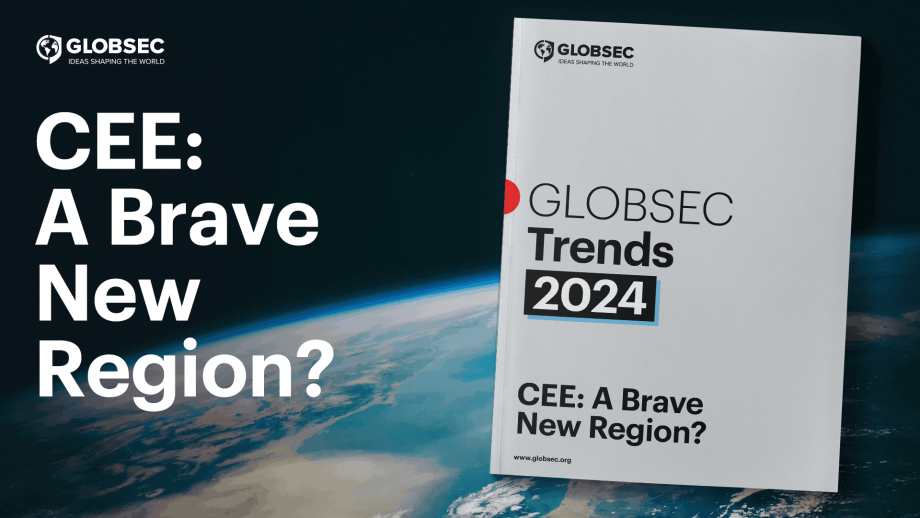 GLOBSEC
IDEAS SHAPING THE WORLD
CEE:
A Brave
New
Region?
GLOBSEC
IDEAS SHAPING THE WORLD
GLOBSEC
Trends
2024
CEE: A Brave
New Region?
www.globsec.org